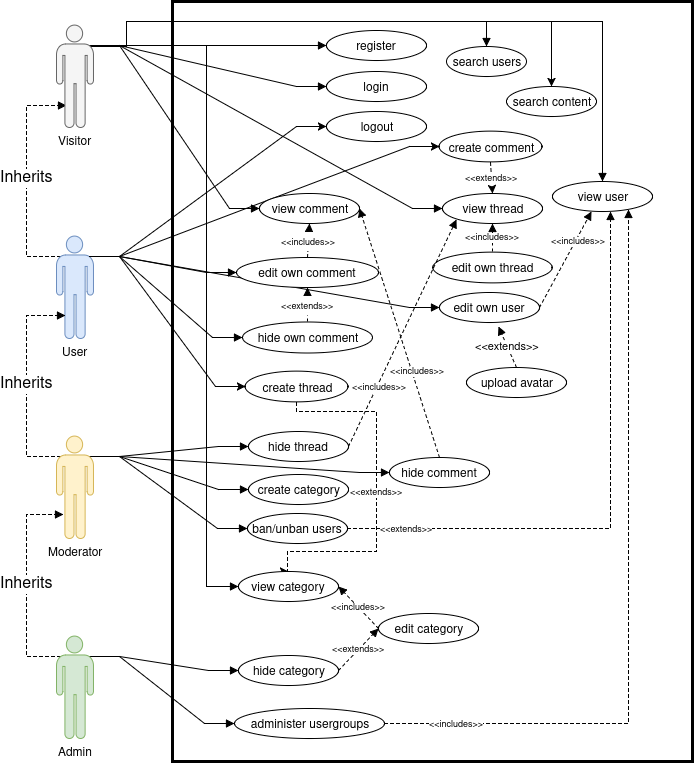 register
search users
login
search content
logout
Visitor
create comment
Inherits
<<extends>>
view user
view comment
view thread
<<includes>>
<<includes>>
<<includes>>
edit own comment
edit own thread
<<extends>>
edit own user
hide own comment
User
<<extends>>
Inherits
create thread
<<includes>>
<<includes>>
upload avatar
hide thread
hide comment
create category
<<extends>>
ban/unban users
<<extends>>
Moderator
Inherits
view category
<<includes>>
edit category
<<extends>>
hide category
administer usergroups
<<includes>>
Admin